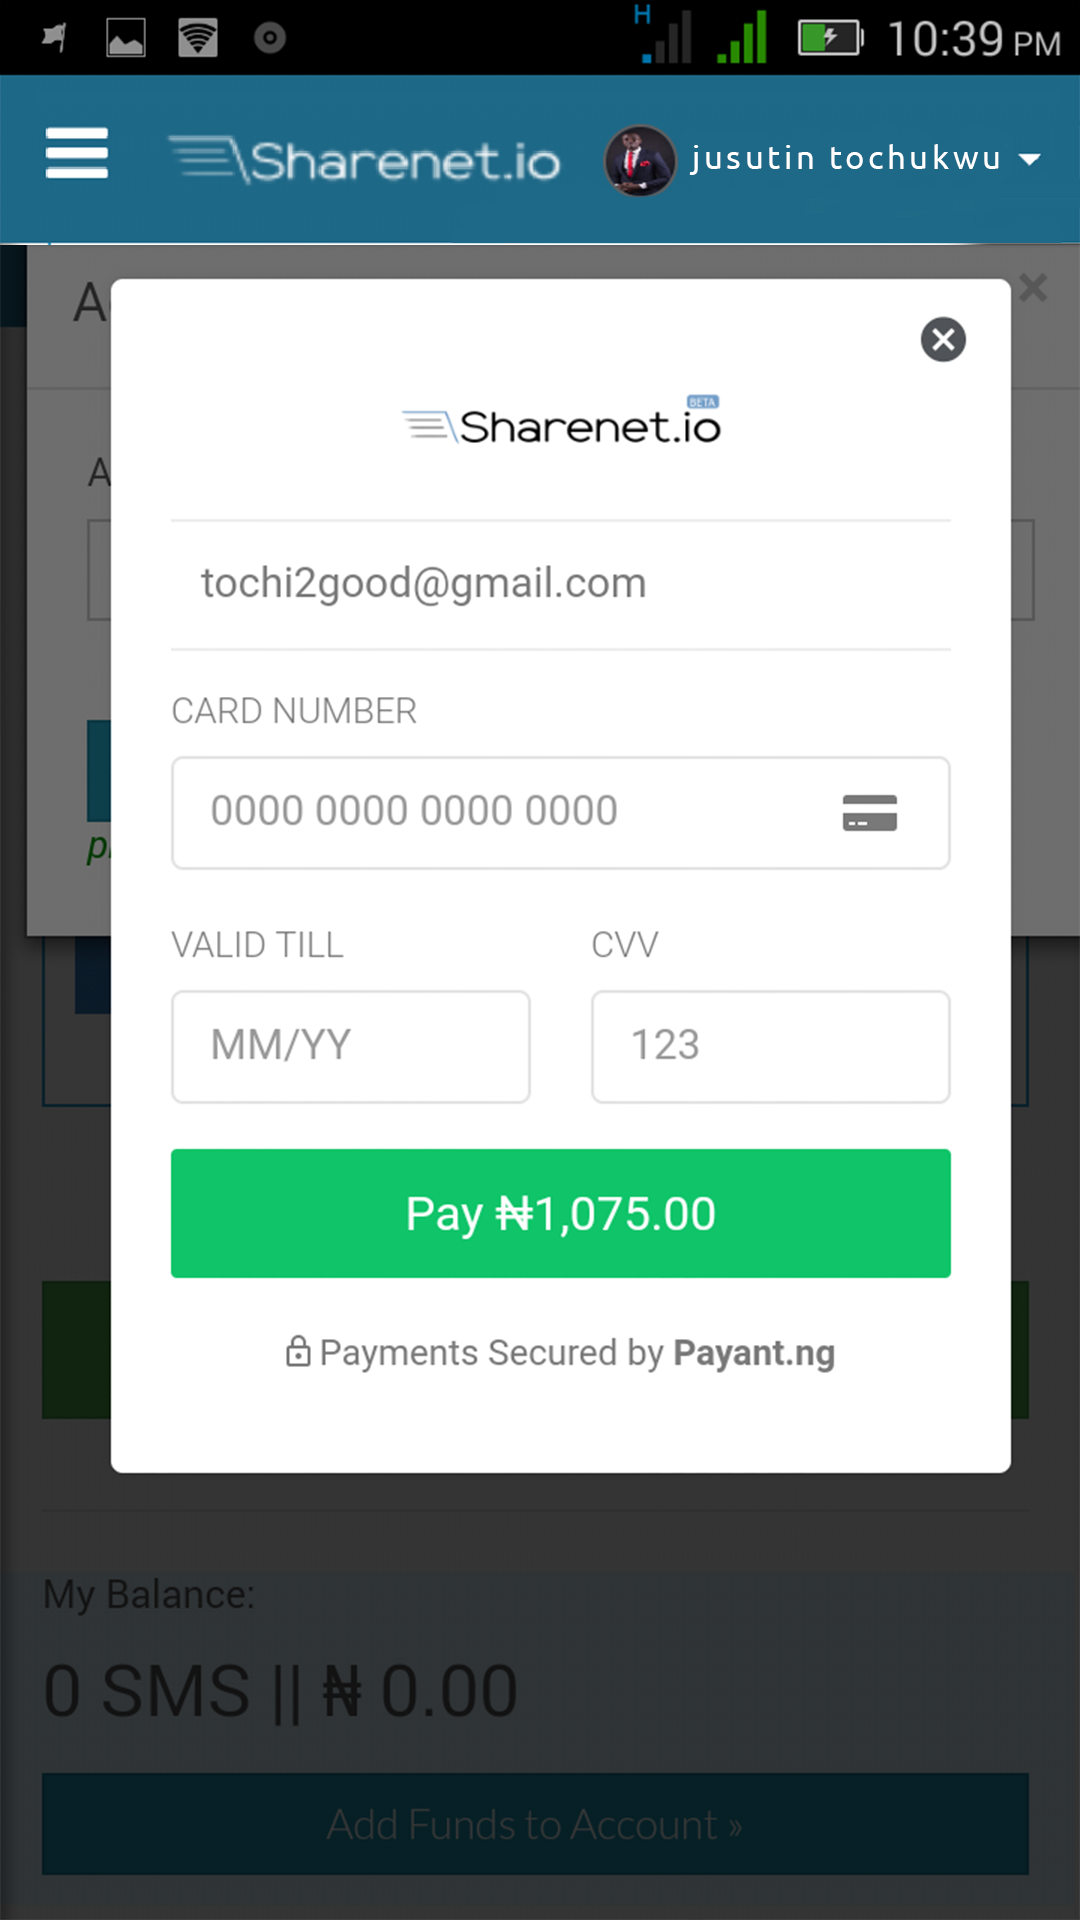 H
10:39 PM
Sharenet.io
jusutin tochukwu
BETA
Sharenet.io
tochi2good@gmail.com
CARD NUMBER
0000 0000 0000 0000
VALID TILL
CVV
MM/YY
123
Pay ₦1,075.00
Payments Secured by Payant.ng
My Balance:
0 SMS || ₦ 0.00
Add Funds to Account »